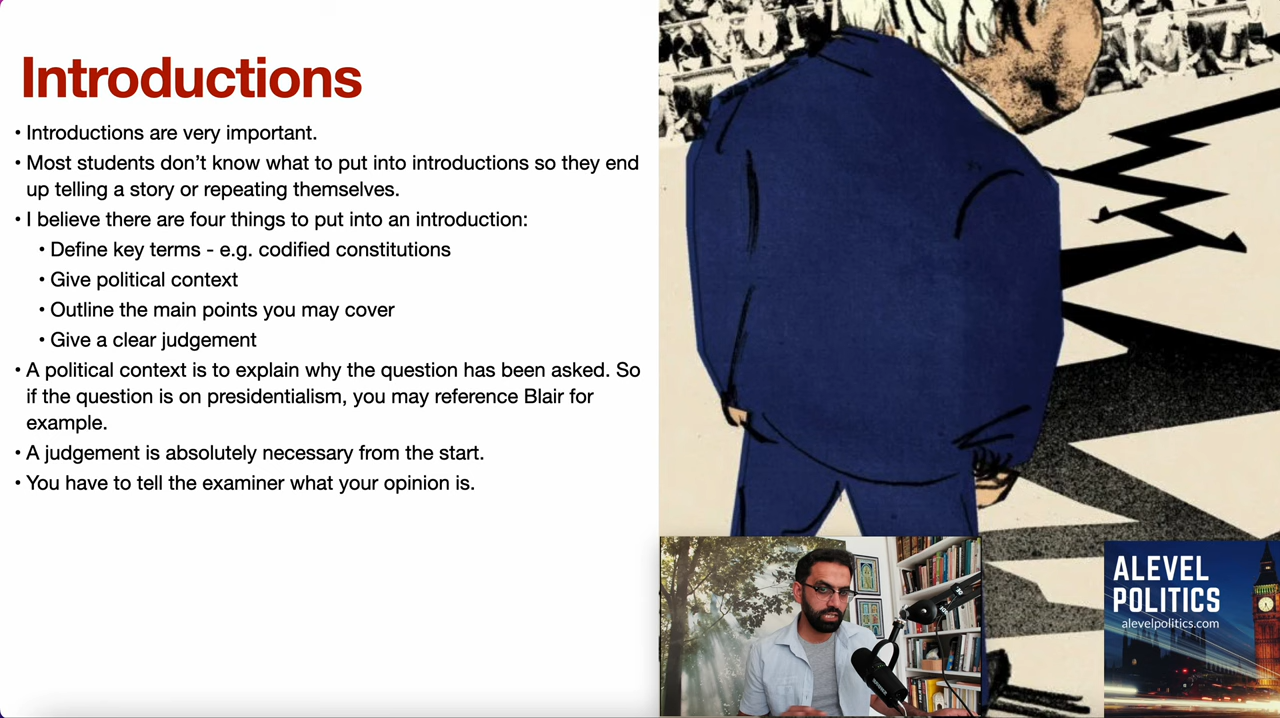 Introductions
• Introductions are very important.
• Most students don’t know what to put into introductions so they end
up telling a story or repeating themselves.
• I believe there are four things to put into an introduction:
• Define key terms - e.g. codified constitutions
• Give political context
• Outline the main points you may cover
• Give a clear judgement
• A political context is to explain why the question has been asked. So
if the question is on presidentialism, you may reference Blair for
example.
• A judgement is absolutely necessary from the start.
• You have to tell the examiner what your opinion is.
ALEVEL
POLITICS
alevelpolitics.com